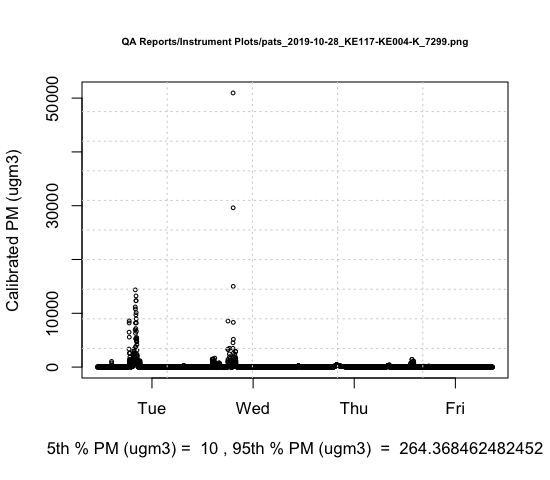 QA Reports/Instrument Plots/pats_2019-10-28_KE117-KE004-K_7299.png
Calibrated PM (ugm3)
50000
30000
10000
0
Tue Wed Thu Fri
5th % PM (ugm3) = 10 , 95th % PM (ugm3) = 264.368462482452